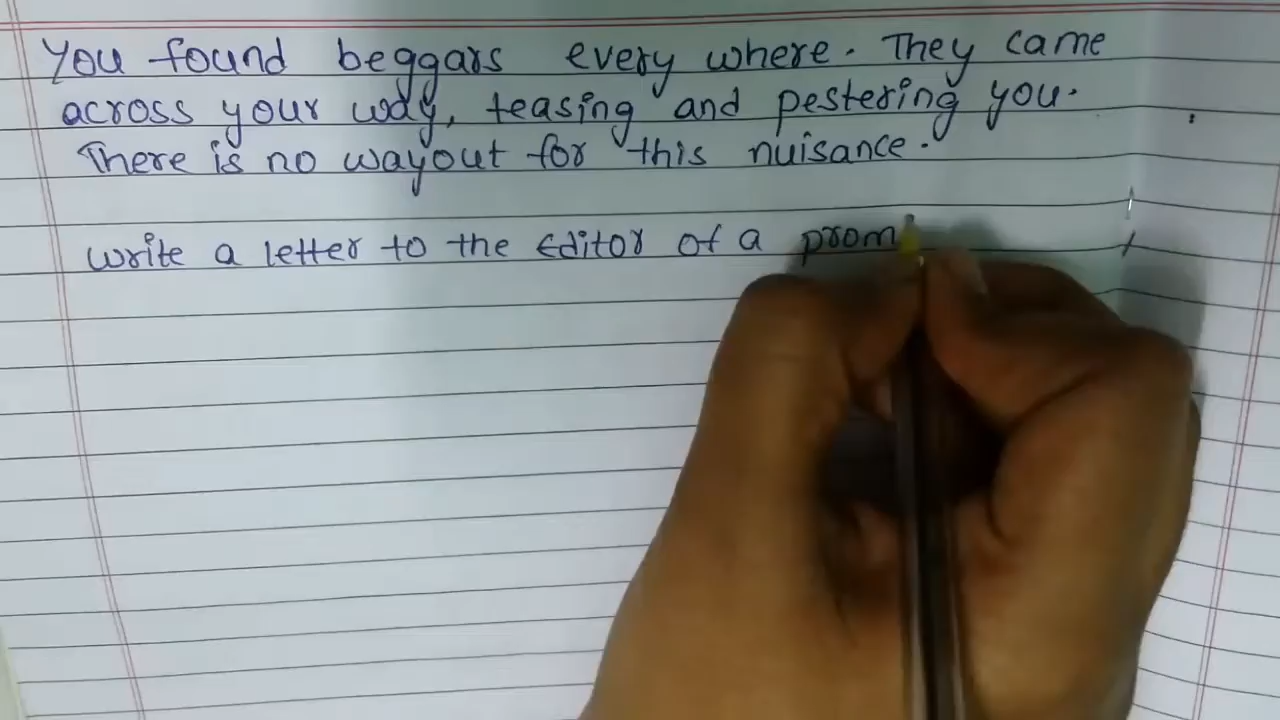 You found beggars every where. They came
across your way, teasing and pestering you.
There is no wayout for this nuisance.
Write a letter to the Editor of a prom